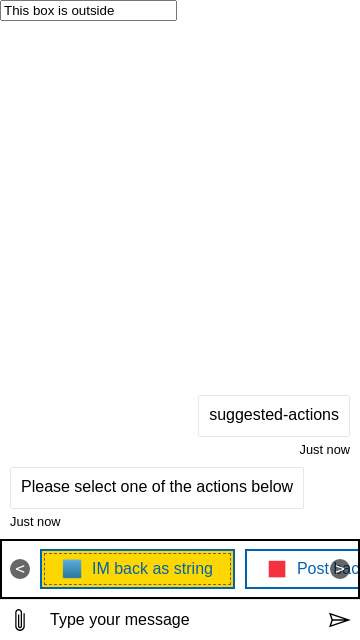 This box is outside
suggested-actions
Just now
Please select one of the actions below
Just now
< IM back as string Post >
Type your message